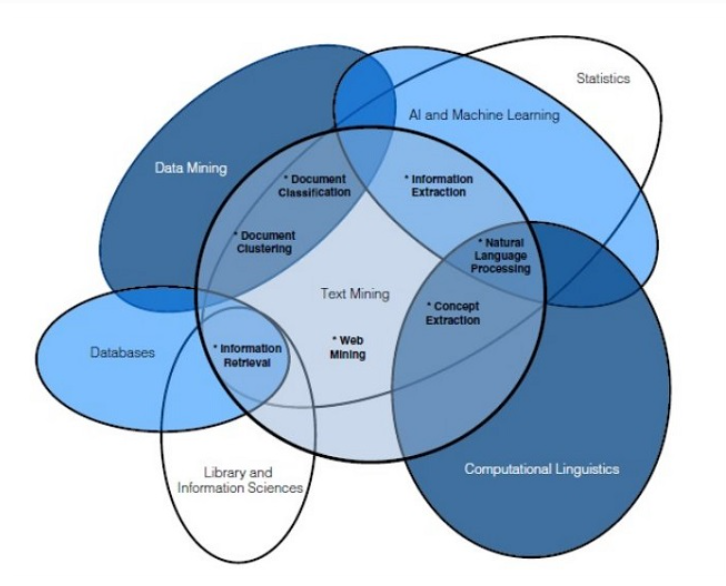 Statistics
AI and Machine Learning
Data Mining
* Document
Classification
* Information
Extraction
* Document
Clustering
* Natural
Language
Processing
Text Mining
* Concept
Extraction
* Web
Mining
Databases
* Information
Retrieval
Library and
Information Sciences
Computational Linguistics